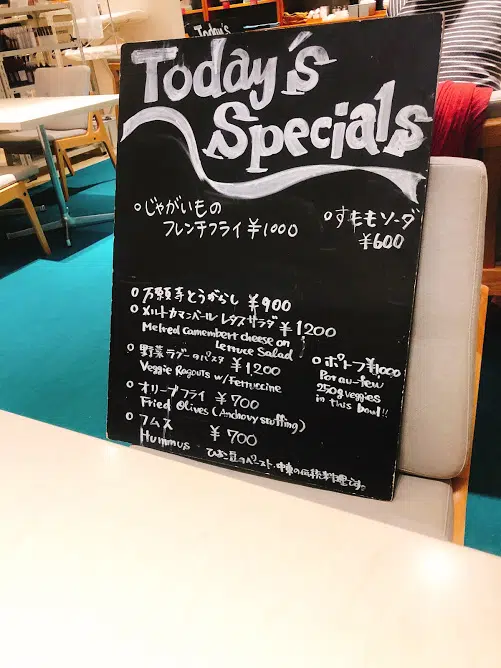 Today's
Today's
Specials
○じゃがいもの
フレンチフライ ¥1000
○すももソーダ
¥600
○万願寺とうがらし ¥900
○メルトカマンベール レタスサラダ ¥1200
Melred camembert cheese on
Lettuce Salad
○野菜ラグーのパスタ ¥1200
Veggie Ragouts w/Fettuccine
○ポトフ¥1000
Pot au-feu
250g veggies
in this bowl!!
○オリーブフライ ¥700
Fried Olives (Anchovy stuffing)
○フムス ¥700
Hummus ひよこ豆のペースト・中東の伝統料理です。